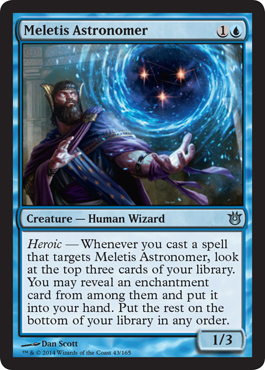 Meletis Astronomer 1
Creature — Human Wizard
Heroic — Whenever you cast a spell
that targets Meletis Astronomer, look
at the top three cards of your library.
You may reveal an enchantment
card from among them and put it
into your hand. Put the rest on the
bottom of your library in any order.
Dan Scott
™ & © 2014 Wizards of the Coast 43/165
1/3